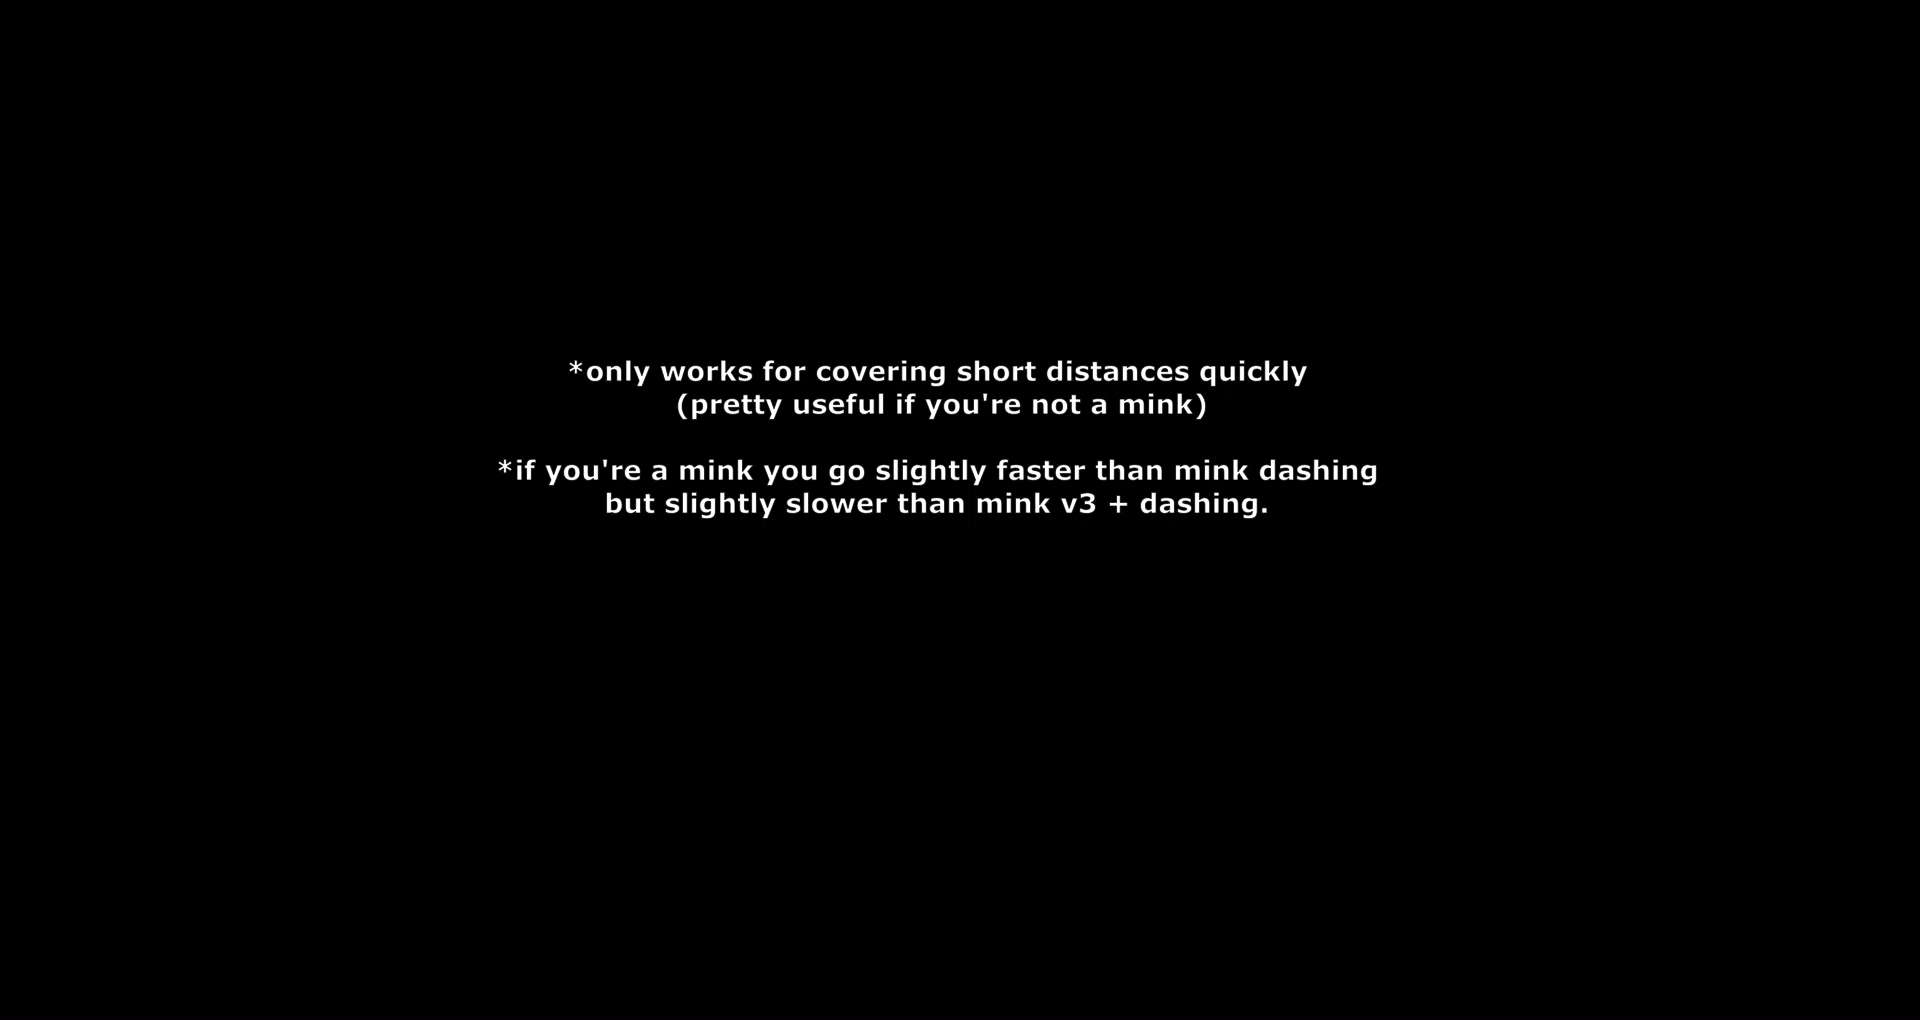 *only works for covering short distances quickly
(pretty useful if you're not a mink)
*if you're a mink you go slightly faster than mink dashing
but slightly slower than mink v3 + dashing.